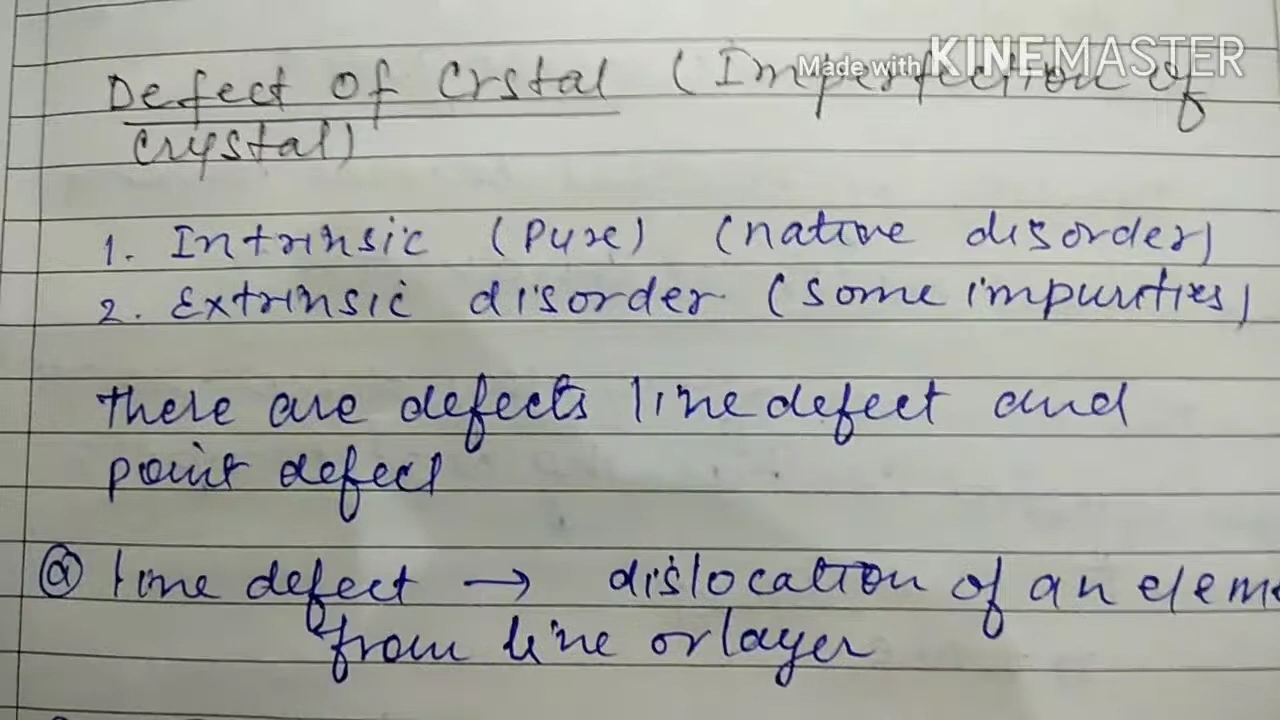 Made with KINEMASTER
Defect of Crstal (Imperfection of
crystal)
1. Intrinsic (Pure) (native disorder)
2. Extrinsic disorder (some impurities)
there are defects line defect and
point defect
ⓐ line defect → dislocation of an eleme
from line or layer